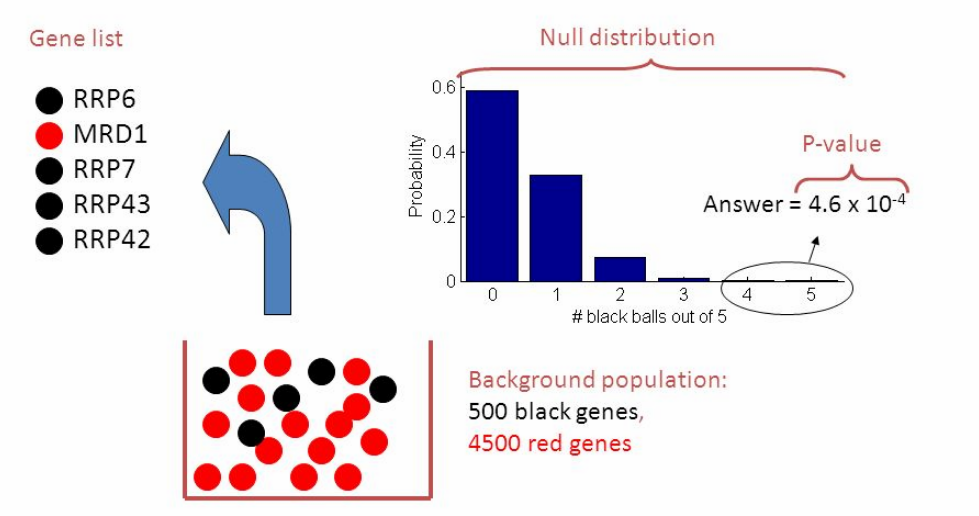 Gene list
RRP6
MRD1
RRP7
RRP43
RRP42
Null distribution
0.6
0.4
0.2
0
Probability
0 1 2 3 4 5
# black balls out of 5
P-value
Answer = 4.6 x 10⁻⁴
Background population:
500 black genes,
4500 red genes